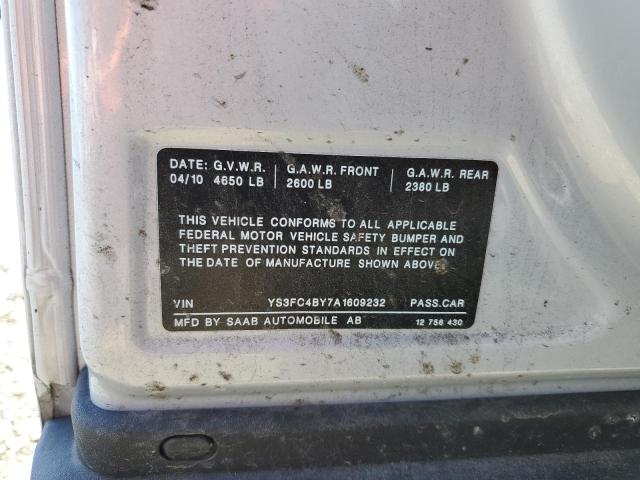 DATE: G.V.W.R. G.A.W.R. FRONT G.A.W.R. REAR
04/10 4650 LB 2600 LB 2380 LB
THIS VEHICLE CONFORMS TO ALL APPLICABLE
FEDERAL MOTOR VEHICLE SAFETY BUMPER AND
THEFT PREVENTION STANDARDS IN EFFECT ON
THE DATE OF MANUFACTURE SHOWN ABOVE
VIN YS3FC4BY7A1609232 PASS.CAR
MFD BY SAAB AUTOMOBILE AB 12 756 430